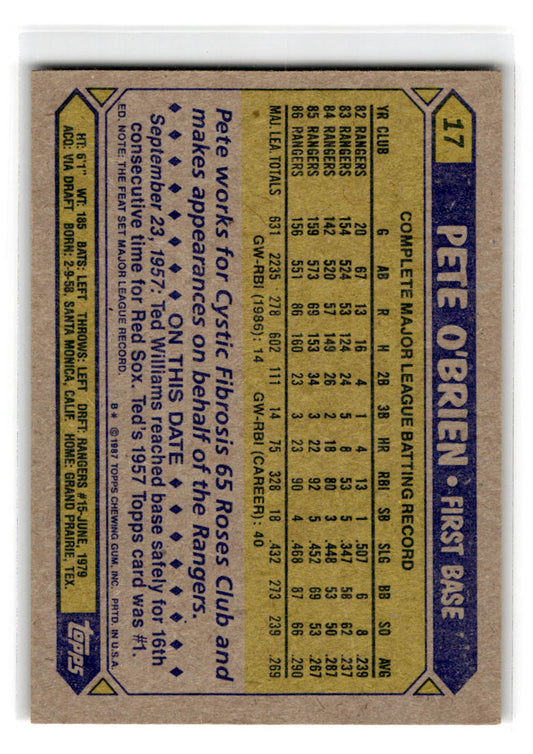 17
PETE O'BRIEN • FIRST BASE
COMPLETE MAJOR LEAGUE BATTING RECORD
YR CLUB G AB R H 2B 3B HR RBI SB SLG BB SO AVG
82 RANGERS 20 67 13 16 4 1 4 13 1 .507 6 8 .239
83 RANGERS 154 524 53 124 24 5 8 53 5 .347 58 62 .237
84 RANGERS 142 520 57 149 26 2 18 80 3 .448 53 50 .287
85 RANGERS 159 573 69 153 34 3 22 92 5 .452 69 53 .267
86 RANGERS 156 551 86 160 23 3 23 90 4 .468 87 66 .290
MAJ. LEA. TOTALS 631 2235 278 602 111 14 75 328 18 .432 273 239 .269
GW-RBI (1986): 14 GW-RBI (CAREER): 40
Pete works for Cystic Fibrosis 65 Roses Club and
makes appearances on behalf of the Rangers.
♦ ♦ ♦ ♦ ♦ ♦ ON THIS DATE ♦ ♦ ♦ ♦ ♦ ♦
September 23, 1957: Ted Williams reached base safely for 16th
consecutive time for Red Sox. Ted's 1957 Topps card was #1.
ED. NOTE: THE FEAT SET MAJOR LEAGUE RECORD.
B* ©1987 TOPPS CHEWING GUM, INC. PRTD. IN U.S.A.
HT: 6'1" WT: 185 BATS: LEFT THROWS: LEFT DRFT: RANGERS #15-JUNE, 1979
ACQ: VIA DRAFT BORN: 2-9-58, SANTA MONICA, CALIF. HOME: GRAND PRAIRIE, TEX.
topps